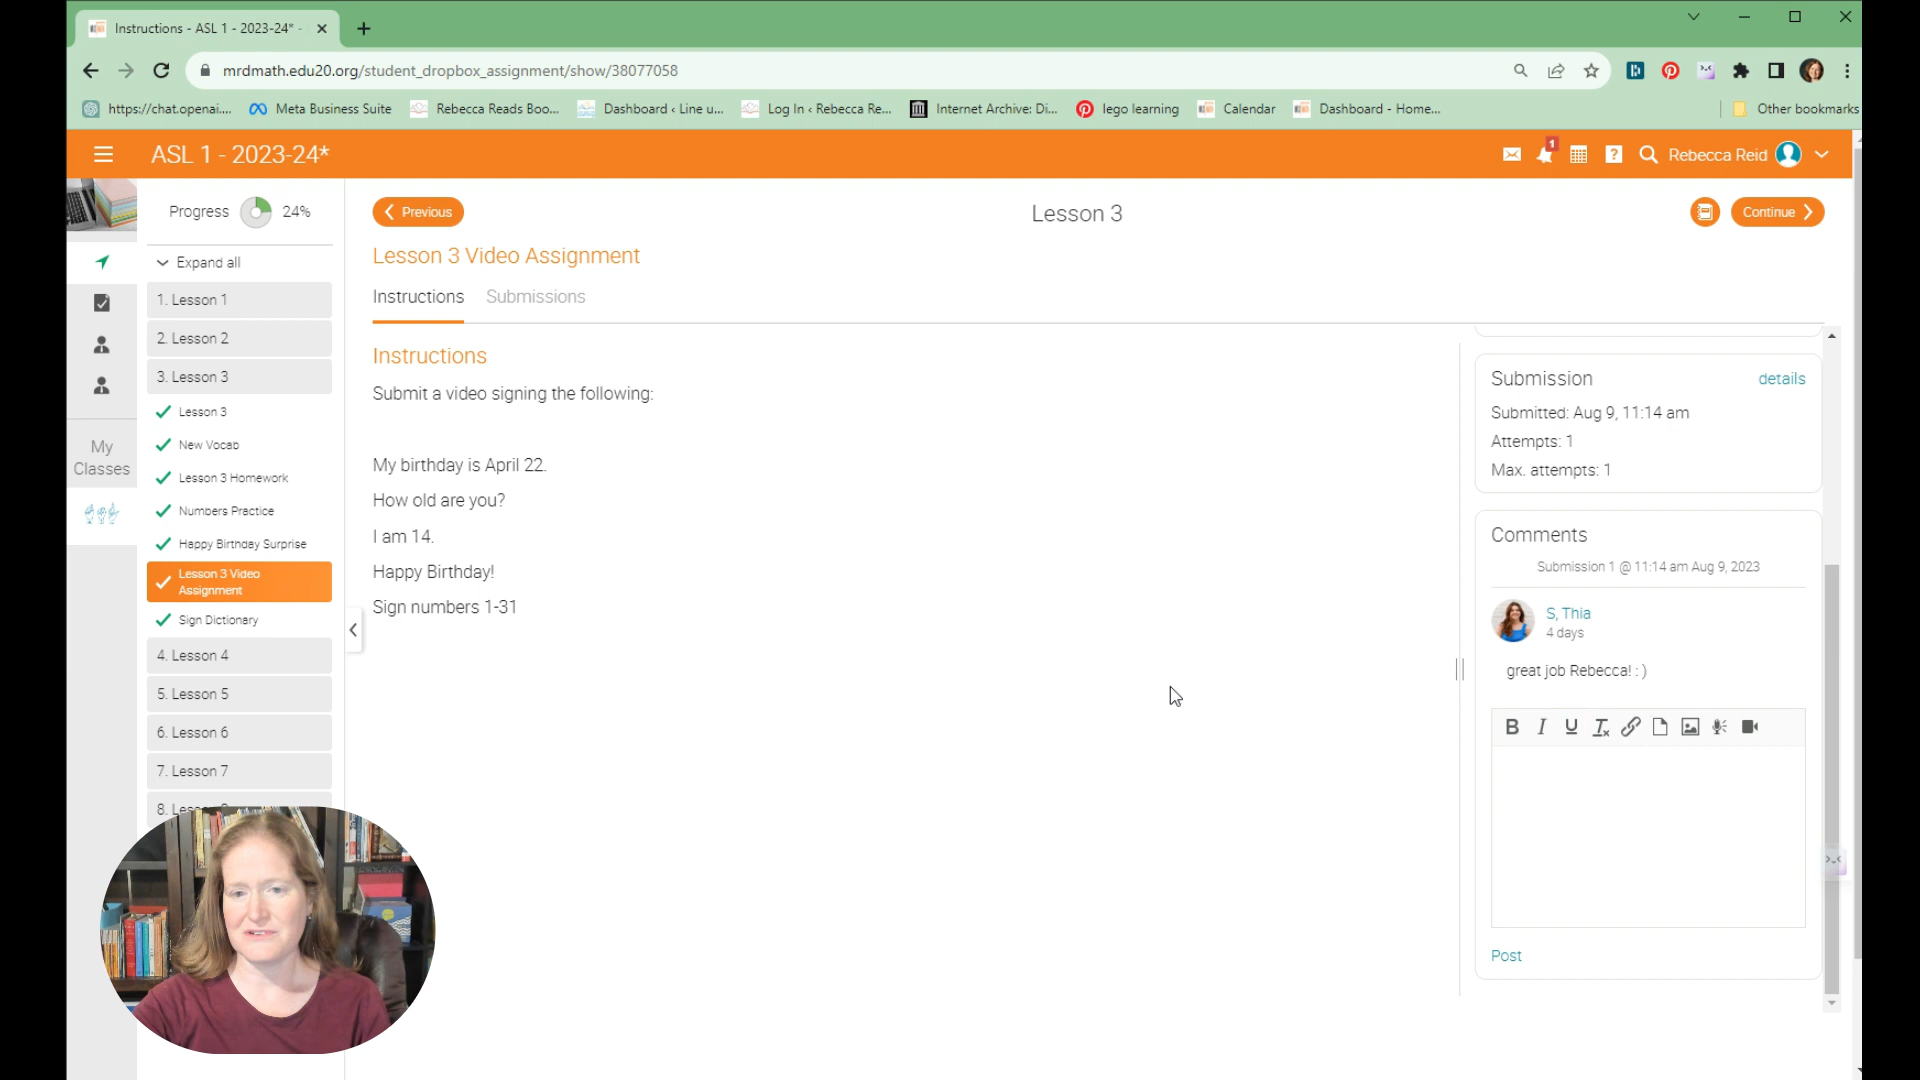 Instructions - ASL 1 - 2023-24* -
mrdmath.edu20.org/student_dropbox_assignment/show/38077058
https://chat.openai.... Meta Business Suite Rebecca Reads Boo... Dashboard ‹ Line u... Log In ‹ Rebecca Re... Internet Archive: Di... lego learning Calendar Dashboard - Home... Other bookmarks
ASL 1 - 2023-24* 1 Rebecca Reid
Progress 24%
Previous Lesson 3 Continue
Lesson 3 Video Assignment
Expand all
Instructions Submissions
1. Lesson 1
2. Lesson 2
3. Lesson 3
Lesson 3
New Vocab
Lesson 3 Homework
Numbers Practice
Happy Birthday Surprise
Lesson 3 Video
Assignment
Sign Dictionary
4. Lesson 4
5. Lesson 5
6. Lesson 6
7. Lesson 7
My
Classes
Instructions
Submit a video signing the following:
My birthday is April 22.
How old are you?
I am 14.
Happy Birthday!
Sign numbers 1-31
Submission details
Submitted: Aug 9, 11:14 am
Attempts: 1
Max. attempts: 1
Comments
Submission 1 @ 11:14 am Aug 9, 2023
S, Thia
4 days
great job Rebecca! : )
B I U Tx
Post